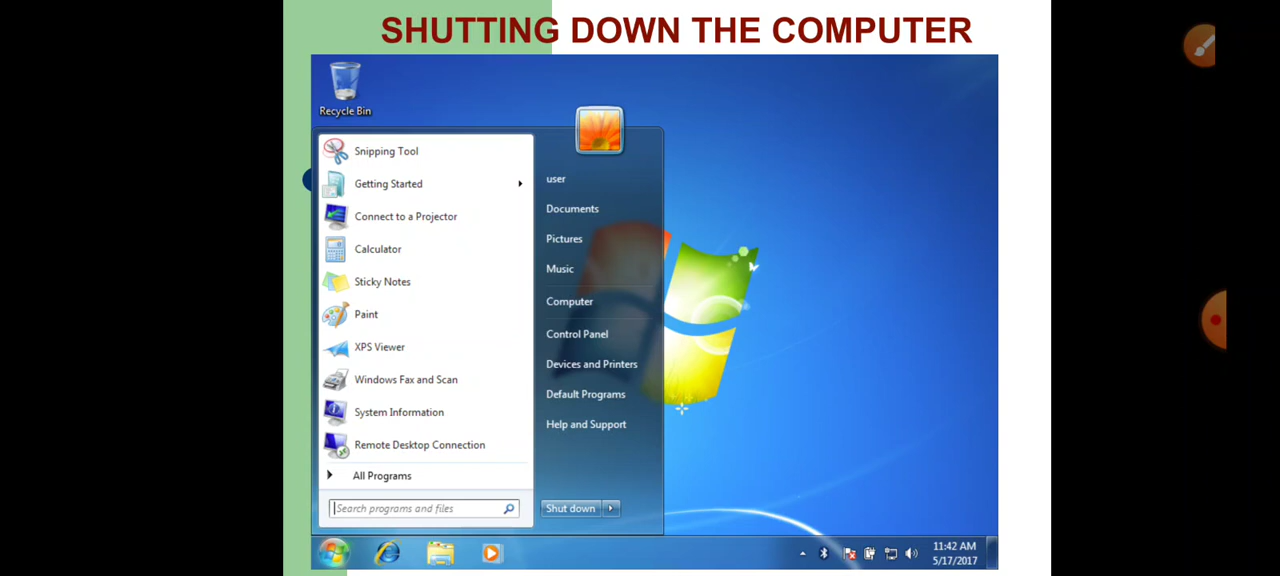 SHUTTING DOWN THE COMPUTER
Recycle Bin
Snipping Tool
Getting Started
Connect to a Projector
Calculator
Sticky Notes
Paint
XPS Viewer
Windows Fax and Scan
System Information
Remote Desktop Connection
All Programs
Search programs and files
user
Documents
Pictures
Music
Computer
Control Panel
Devices and Printers
Default Programs
Help and Support
Shut down
11:42 AM
5/17/2017